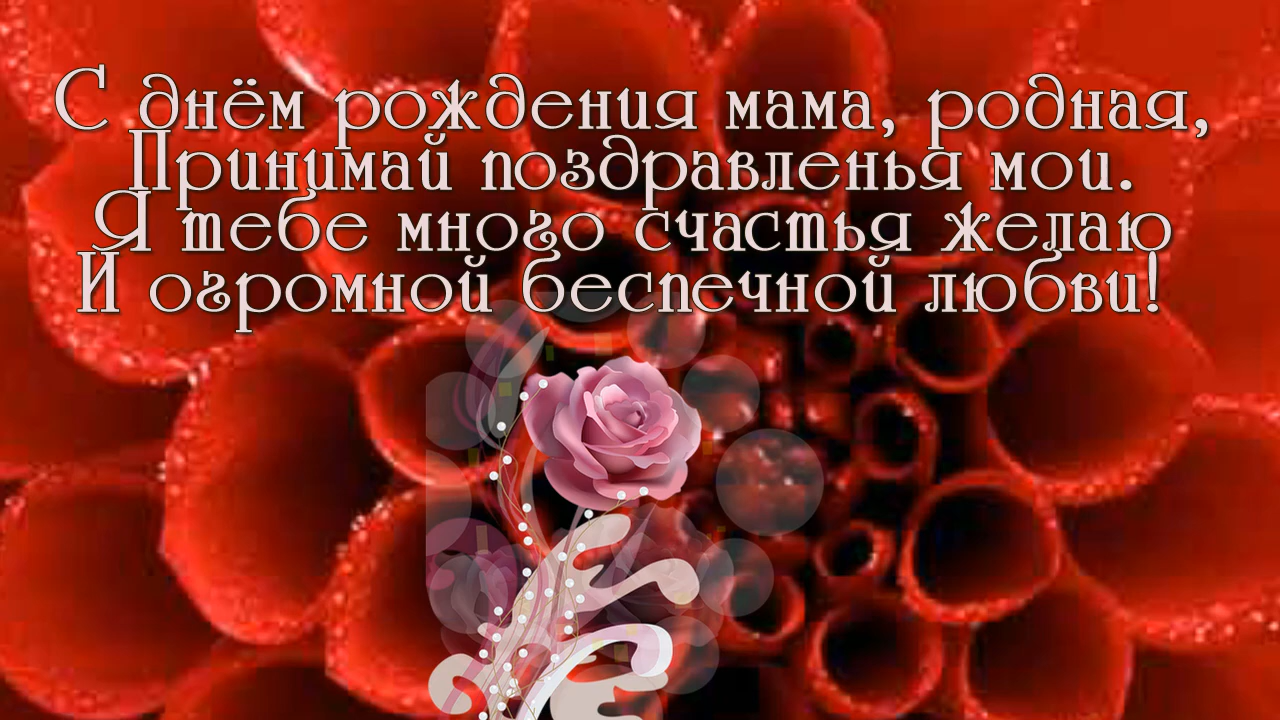 С днём рождения мама, родная,
Принимай поздравленья мои.
Я тебе много счастья желаю
И огромной беспечной любви!